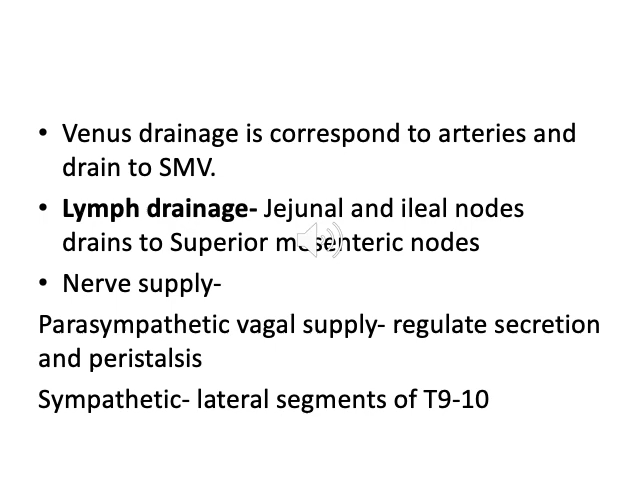 • Venus drainage is correspond to arteries and
drain to SMV.
• Lymph drainage- Jejunal and ileal nodes
drains to Superior mesenteric nodes
• Nerve supply-
Parasympathetic vagal supply- regulate secretion
and peristalsis
Sympathetic- lateral segments of T9-10